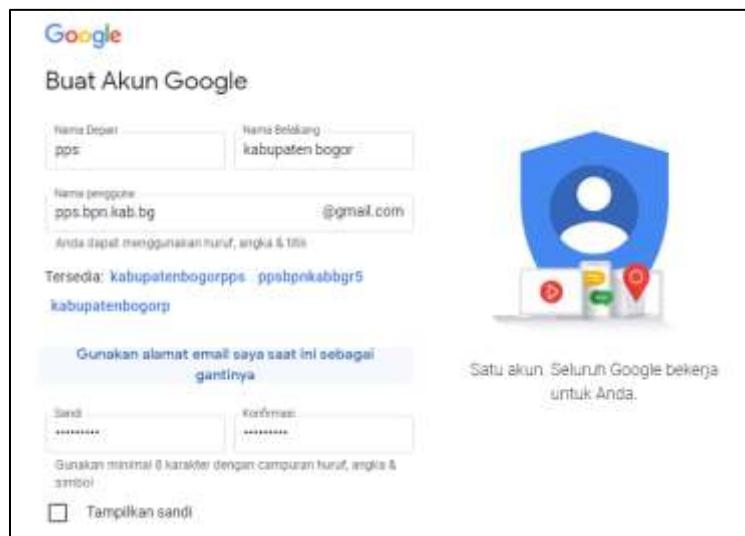 Google
Buat Akun Google
Nama Depan
Nama Belakang
pps
kabupaten bogor
Nama pengguna
pps.bpn.kab.bg
@gmail.com
Anda dapat menggunakan huruf, angka & titik
Tersedia: kabupatenbogorpps ppsbpnkabbgr5
kabupatenbogorp
Gunakan alamat email saya saat ini sebagai
gantinya
Satu akun. Seluruh Google bekerja
untuk Anda.
Sandi
Konfirmasi
•••••••••
•••••••••
Gunakan minimal 8 karakter dengan campuran huruf, angka &
simbol
Tampilkan sandi